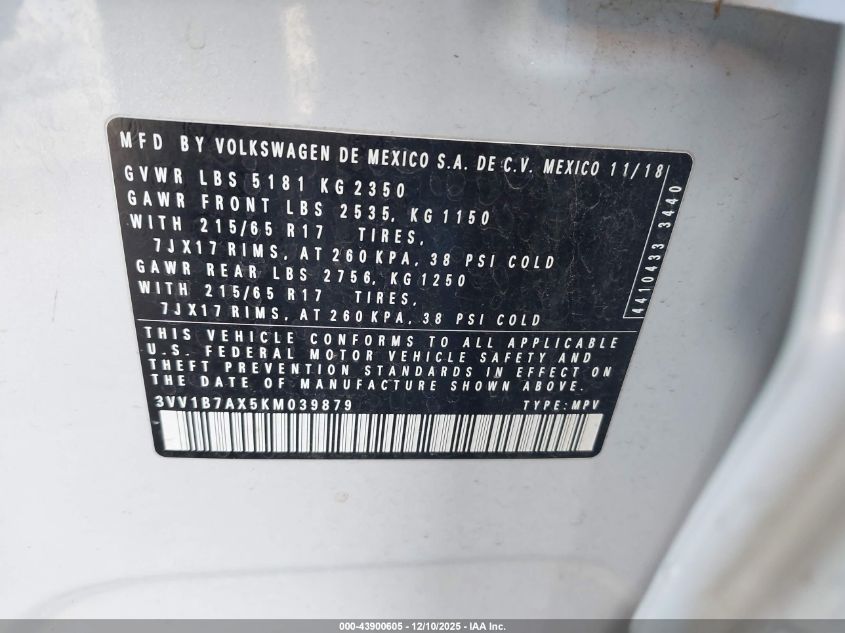 MFD BY VOLKSWAGEN DE MEXICO S.A. DE C.V. MEXICO 11/18
GVWR LBS 5181 KG 2350
GAWR FRONT LBS 2535, KG 1150
WITH 215/65 R17 TIRES,
7JX17 RIMS, AT 260 KPA, 38 PSI COLD
GAWR REAR LBS 2756, KG 1250
WITH 215/65 R17 TIRES,
7JX17 RIMS, AT 260 KPA, 38 PSI COLD
4410433 3440
THIS VEHICLE CONFORMS TO ALL APPLICABLE
U.S. FEDERAL MOTOR VEHICLE SAFETY AND
THEFT PREVENTION STANDARDS IN EFFECT ON
THE DATE OF MANUFACTURE SHOWN ABOVE.
3VV1B7AX5KM039879 TYPE: MPV
000-43900605 - 12/10/2025 - IAA Inc.